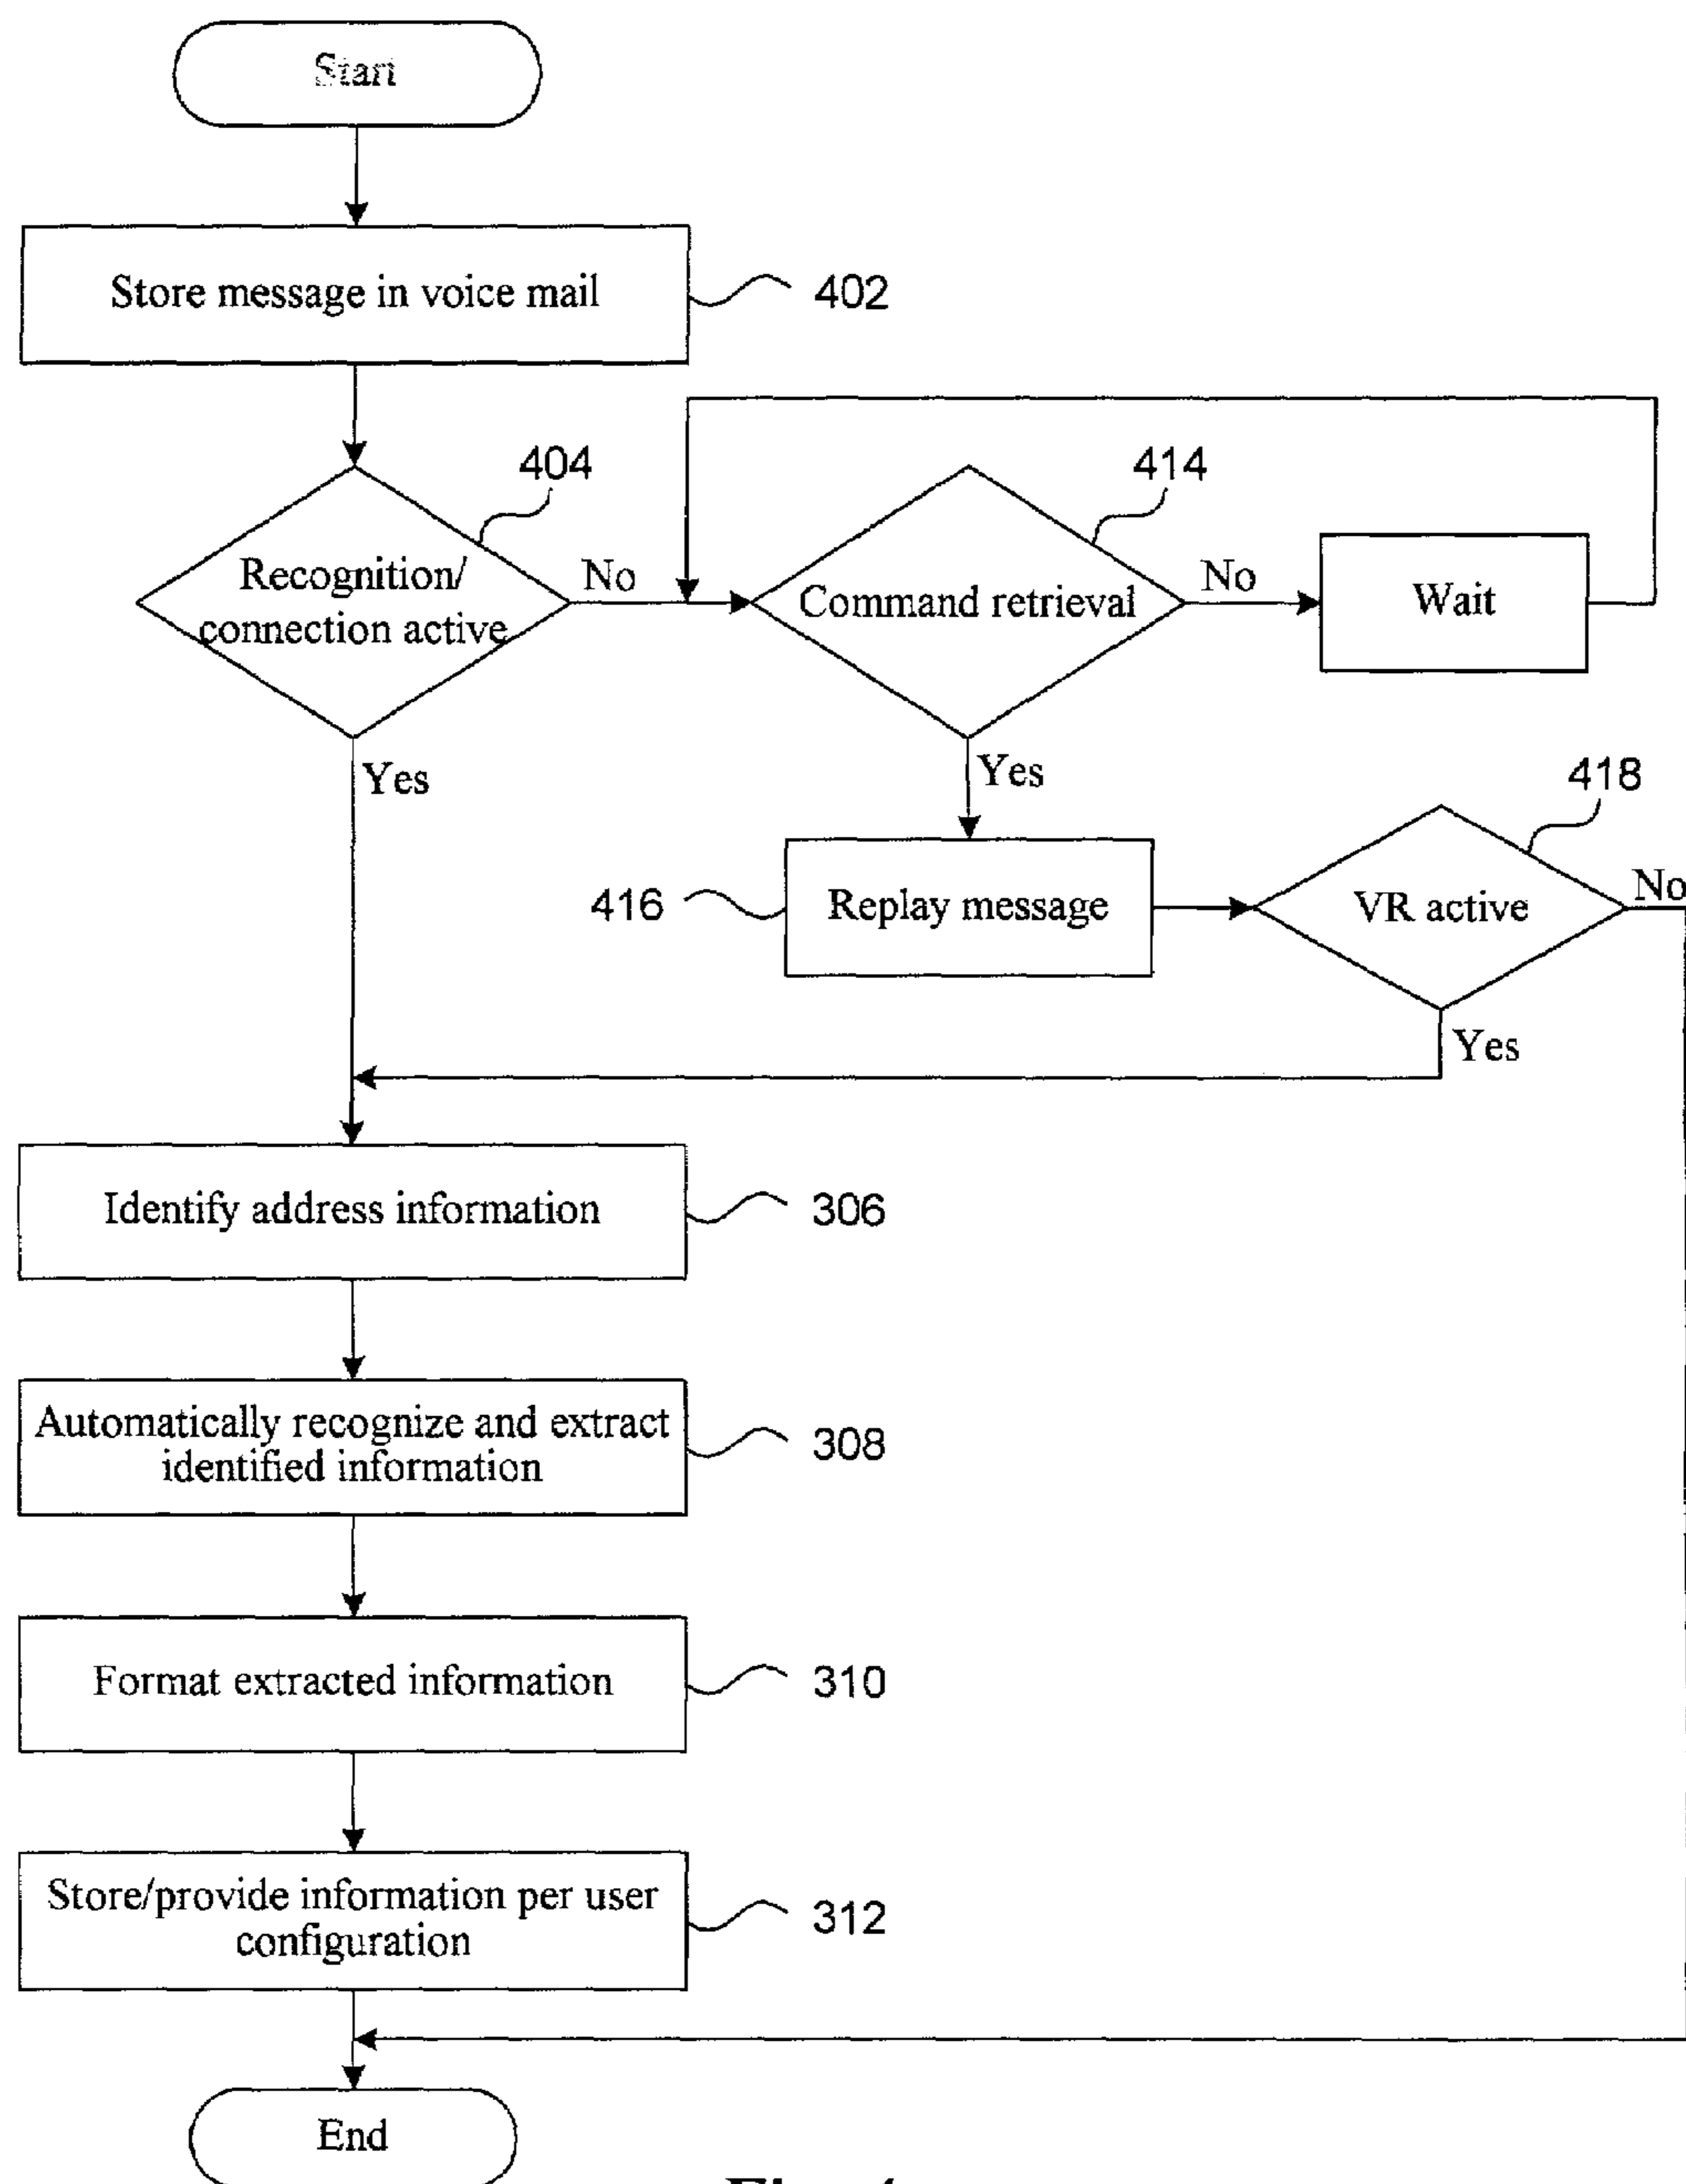 Start
Store message in voice mail
402
404
Recognition/
connection active
No
414
Command retrieval
No
Wait
Yes
Yes
416
Replay message
418
VR active
No
Yes
Identify address information
306
Automatically recognize and extract
identified information
308
Format extracted information
310
Store/provide information per user
configuration
312
End